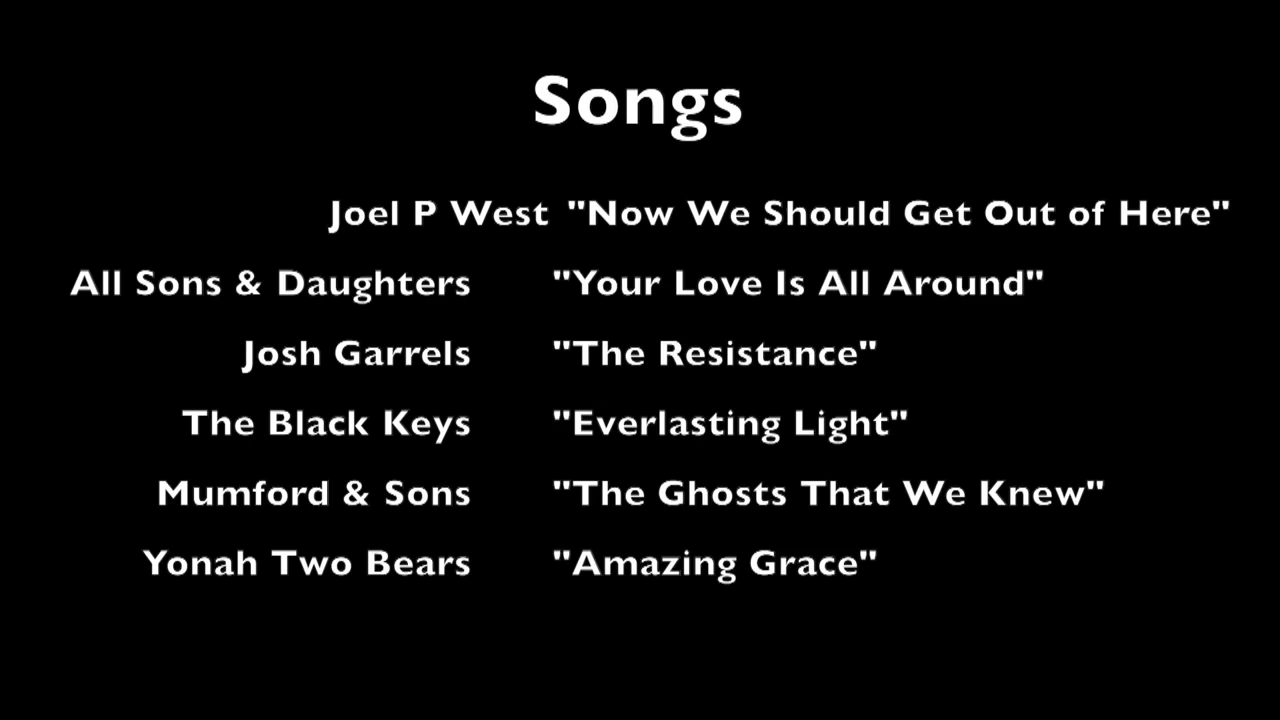 Songs
Joel P West "Now We Should Get Out of Here"
All Sons & Daughters "Your Love Is All Around"
Josh Garrels "The Resistance"
The Black Keys "Everlasting Light"
Mumford & Sons "The Ghosts That We Knew"
Yonah Two Bears "Amazing Grace"